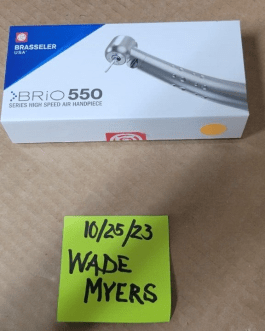 BRASSELER
USA
BRIO 550
SERIES HIGH SPEED AIR HANDPIECE
10/25/23
WADE
MYERS